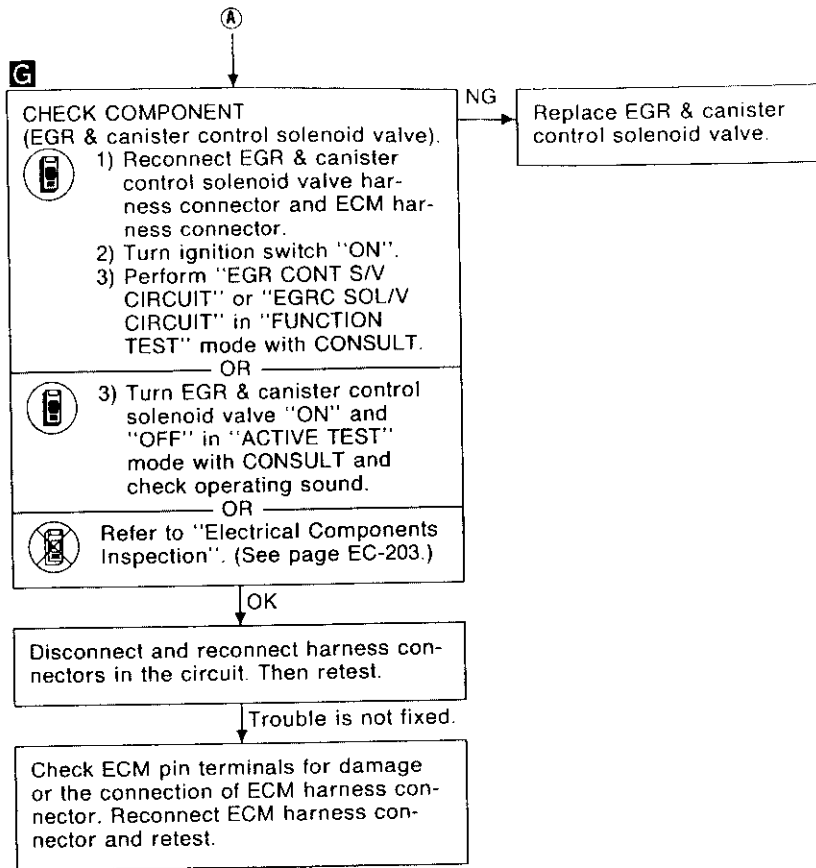 A
G
CHECK COMPONENT
(EGR & canister control solenoid valve).
1) Reconnect EGR & canister
control solenoid valve har-
ness connector and ECM har-
ness connector.
2) Turn ignition switch "ON".
3) Perform "EGR CONT S/V
CIRCUIT" or "EGRC SOL/V
CIRCUIT" in "FUNCTION
TEST" mode with CONSULT.
OR
3) Turn EGR & canister control
solenoid valve "ON" and
"OFF" in "ACTIVE TEST"
mode with CONSULT and
check operating sound.
OR
Refer to "Electrical Components
Inspection". (See page EC-203.)
NG
Replace EGR & canister
control solenoid valve.
OK
Disconnect and reconnect harness con-
nectors in the circuit. Then retest.
Trouble is not fixed.
Check ECM pin terminals for damage
or the connection of ECM harness con-
nector. Reconnect ECM harness con-
nector and retest.